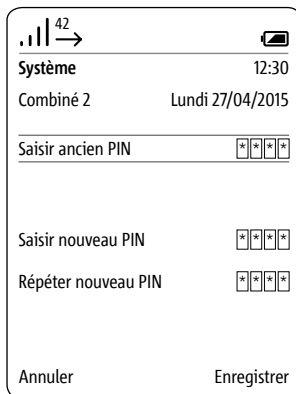 42
Système 12:30
Combiné 2 Lundi 27/04/2015
Saisir ancien PIN ****
Saisir nouveau PIN ****
Répéter nouveau PIN ****
Annuler Enregistrer